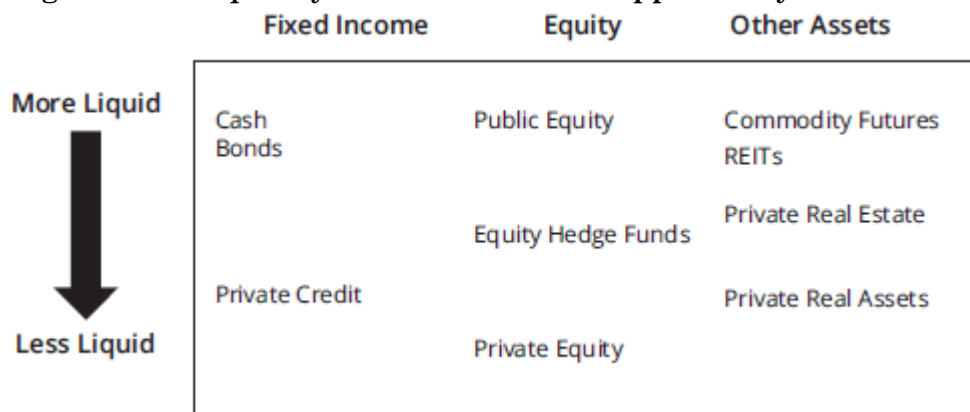 Fixed Income Equity Other Assets
More Liquid
Cash Public Equity Commodity Futures
Bonds REITs
Private Real Estate
Equity Hedge Funds
Private Credit Private Real Assets
Less Liquid
Private Equity